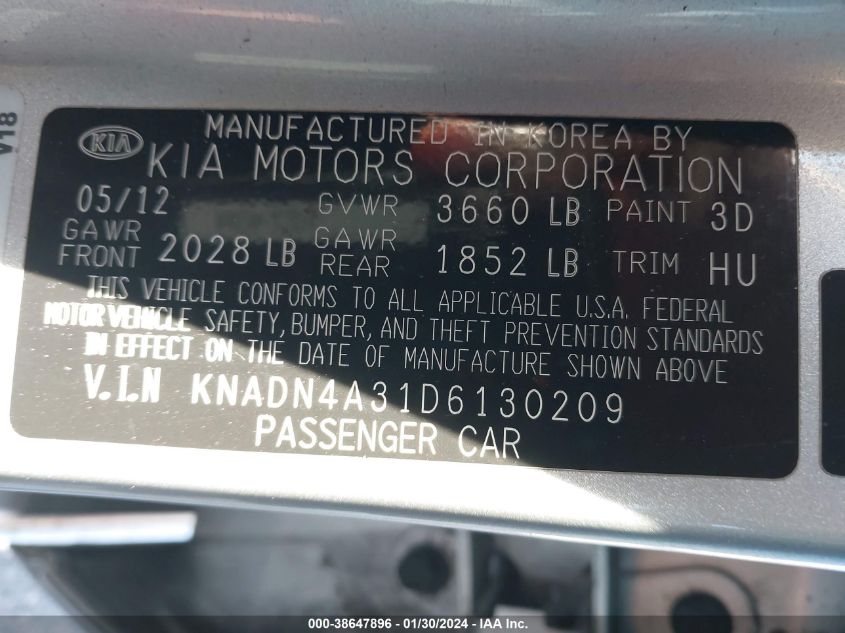 V18
KIA
MANUFACTURED IN KOREA BY
KIA MOTORS CORPORATION
05/12 GVWR 3660 LB PAINT 3D
GAWR FRONT 2028 LB GAWR REAR 1852 LB TRIM HU
THIS VEHICLE CONFORMS TO ALL APPLICABLE U.S.A. FEDERAL
MOTOR VEHICLE SAFETY, BUMPER, AND THEFT PREVENTION STANDARDS
IN EFFECT ON THE DATE OF MANUFACTURE SHOWN ABOVE
V.I.N KNADN4A31D6130209
PASSENGER CAR
000-38647896 - 01/30/2024 - IAA Inc.